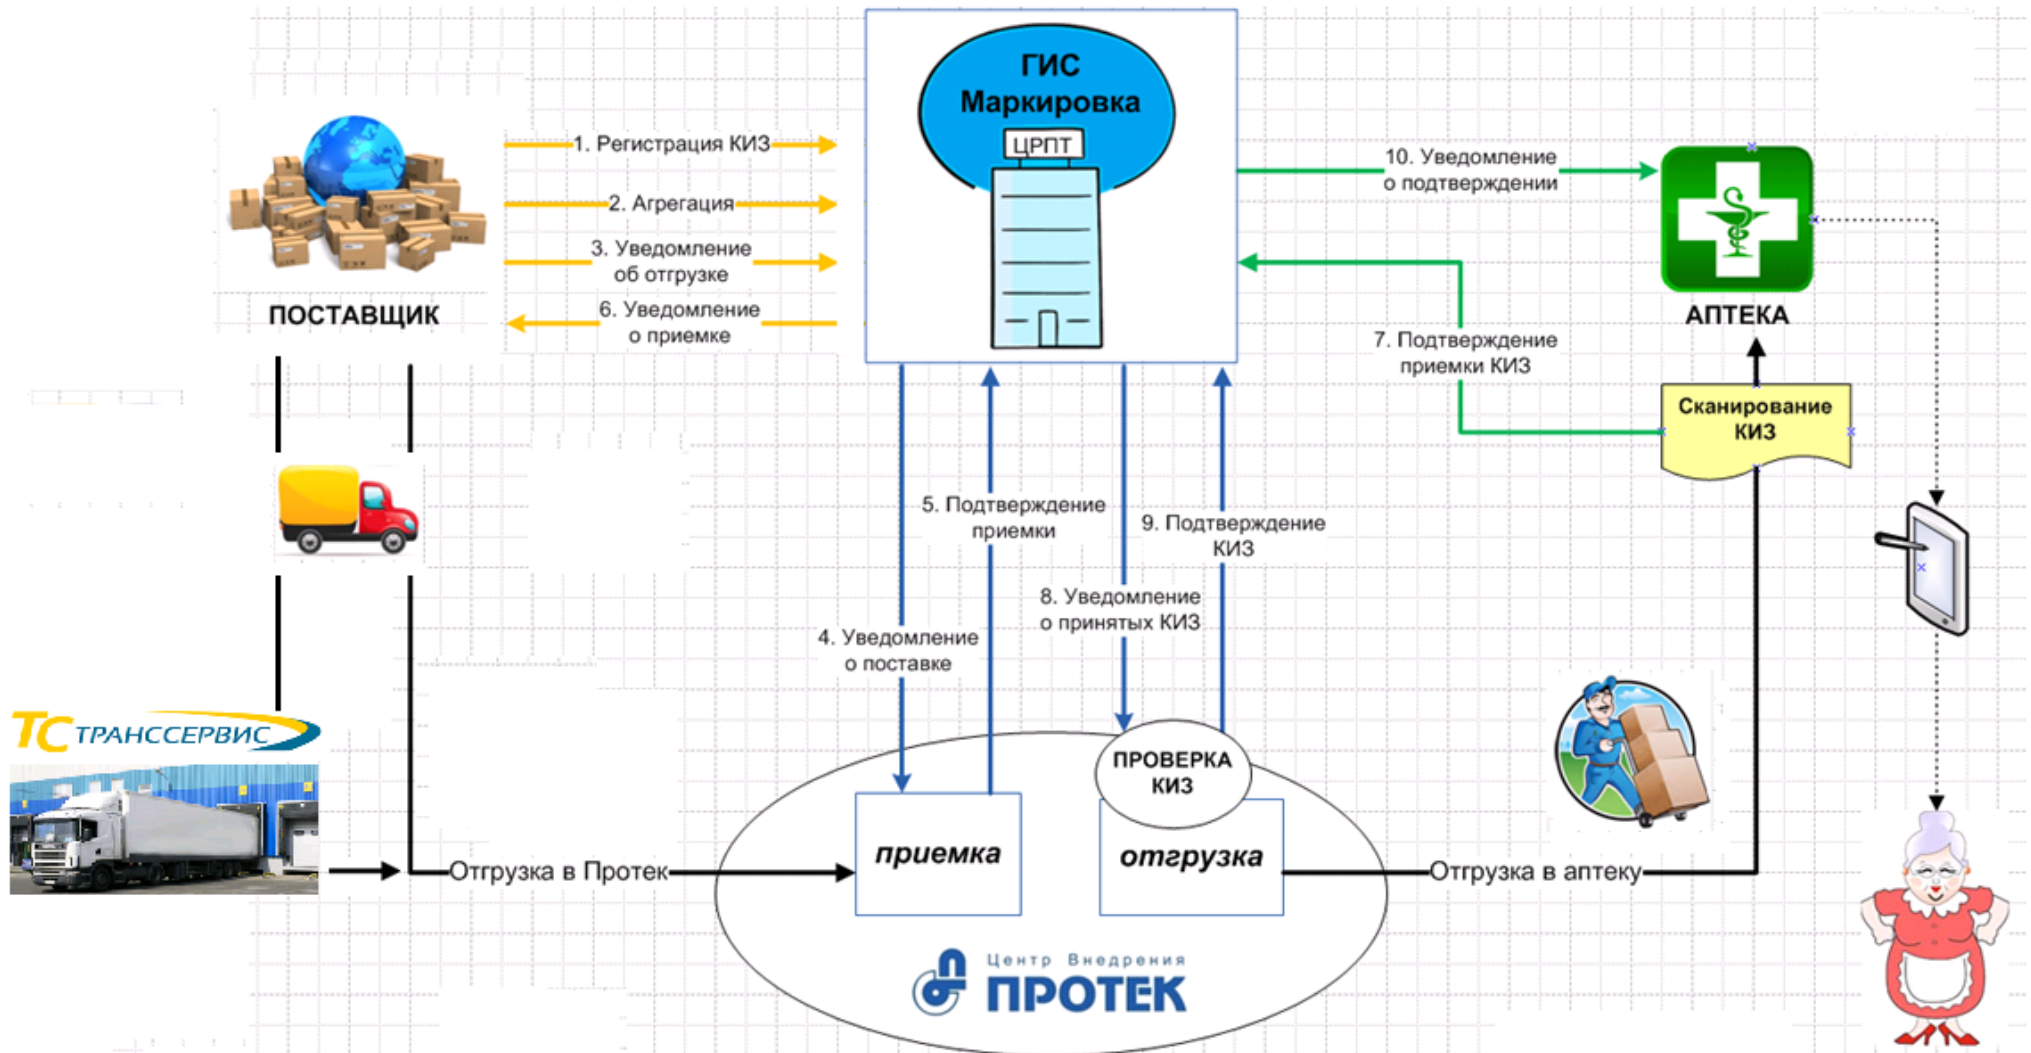 ГИС
Маркировка
ЦРПТ
1. Регистрация КИЗ
2. Агрегация
3. Уведомление
об отгрузке
6. Уведомление
о приемке
ПОСТАВЩИК
10. Уведомление
о подтверждении
АПТЕКА
7. Подтверждение
приемки КИЗ
Сканирование
КИЗ
5. Подтверждение
приемки
9. Подтверждение
КИЗ
8. Уведомление
о принятых КИЗ
4. Уведомление
о поставке
ТС ТРАНССЕРВИС
ПРОВЕРКА
КИЗ
приемка
отгрузка
Отгрузка в Протек
Отгрузка в аптеку
Центр Внедрения
ПРОТЕК